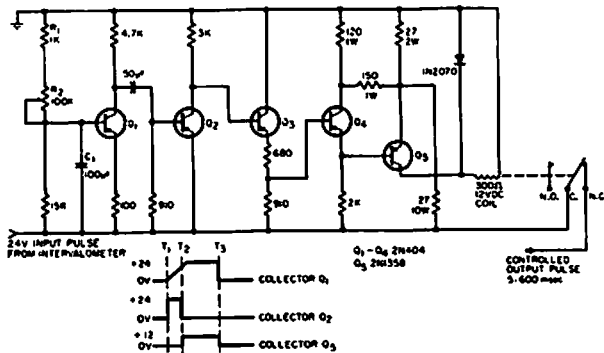 R1
1K
R2
100K
15K
C1
100µf
4.7K
Q1
100
50µf
910
3K
Q2
Q3
680
910
120
1W
Q4
150
1W
2K
27
2W
Q5
1N2070
27
10W
300Ω
12VDC
COIL
N.O.
C.
N.C.
24V INPUT PULSE
FROM INTERVALOMETER
T1 T2 T3
+24
0V
COLLECTOR Q1
+24
0V
COLLECTOR Q2
+12
0V
COLLECTOR Q5
Q1-Q4 2N404
Q5 2N1358
CONTROLLED
OUTPUT PULSE
5-600 msec